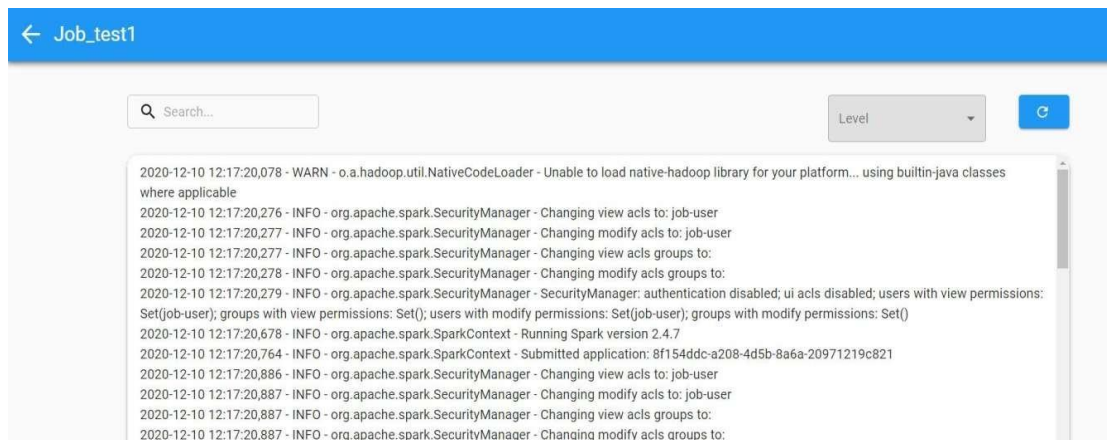 Job_test1
Search...
Level
2020-12-10 12:17:20,078 - WARN - o.a.hadoop.util.NativeCodeLoader - Unable to load native-hadoop library for your platform... using builtin-java classes
where applicable
2020-12-10 12:17:20,276 - INFO - org.apache.spark.SecurityManager - Changing view acls to: job-user
2020-12-10 12:17:20,277 - INFO - org.apache.spark.SecurityManager - Changing modify acls to: job-user
2020-12-10 12:17:20,277 - INFO - org.apache.spark.SecurityManager - Changing view acls groups to:
2020-12-10 12:17:20,278 - INFO - org.apache.spark.SecurityManager - Changing modify acls groups to:
2020-12-10 12:17:20,279 - INFO - org.apache.spark.SecurityManager - SecurityManager: authentication disabled; ui acls disabled; users with view permissions:
Set(job-user); groups with view permissions: Set(); users with modify permissions: Set(job-user); groups with modify permissions: Set()
2020-12-10 12:17:20,678 - INFO - org.apache.spark.SparkContext - Running Spark version 2.4.7
2020-12-10 12:17:20,764 - INFO - org.apache.spark.SparkContext - Submitted application: 8f154ddc-a208-4d5b-8a6a-20971219c821
2020-12-10 12:17:20,886 - INFO - org.apache.spark.SecurityManager - Changing view acls to: job-user
2020-12-10 12:17:20,887 - INFO - org.apache.spark.SecurityManager - Changing modify acls to: job-user
2020-12-10 12:17:20,887 - INFO - org.apache.spark.SecurityManager - Changing view acls groups to:
2020-12-10 12:17:20,887 - INFO - org.apache.spark.SecurityManager - Changing modify acls groups to: